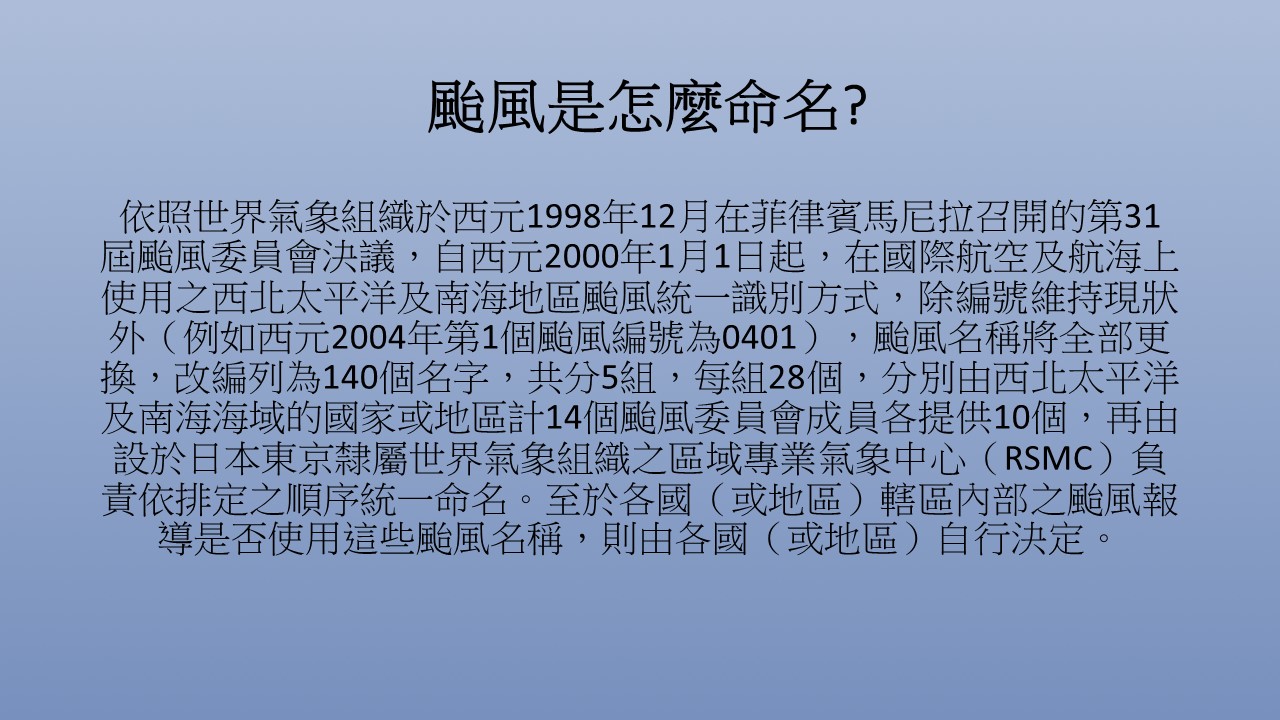 颱風是怎麼命名?
依照世界氣象組織於西元1998年12月在菲律賓馬尼拉召開的第31
屆颱風委員會決議，自西元2000年1月1日起，在國際航空及航海上
使用之西北太平洋及南海地區颱風統一識別方式，除編號維持現狀
外（例如西元2004年第1個颱風編號為0401），颱風名稱將全部更
換，改編列為140個名字，共分5組，每組28個，分別由西北太平洋
及南海海域的國家或地區計14個颱風委員會成員各提供10個，再由
設於日本東京隸屬世界氣象組織之區域專業氣象中心（RSMC）負
責依排定之順序統一命名。至於各國（或地區）轄區內部之颱風報
導是否使用這些颱風名稱，則由各國（或地區）自行決定。